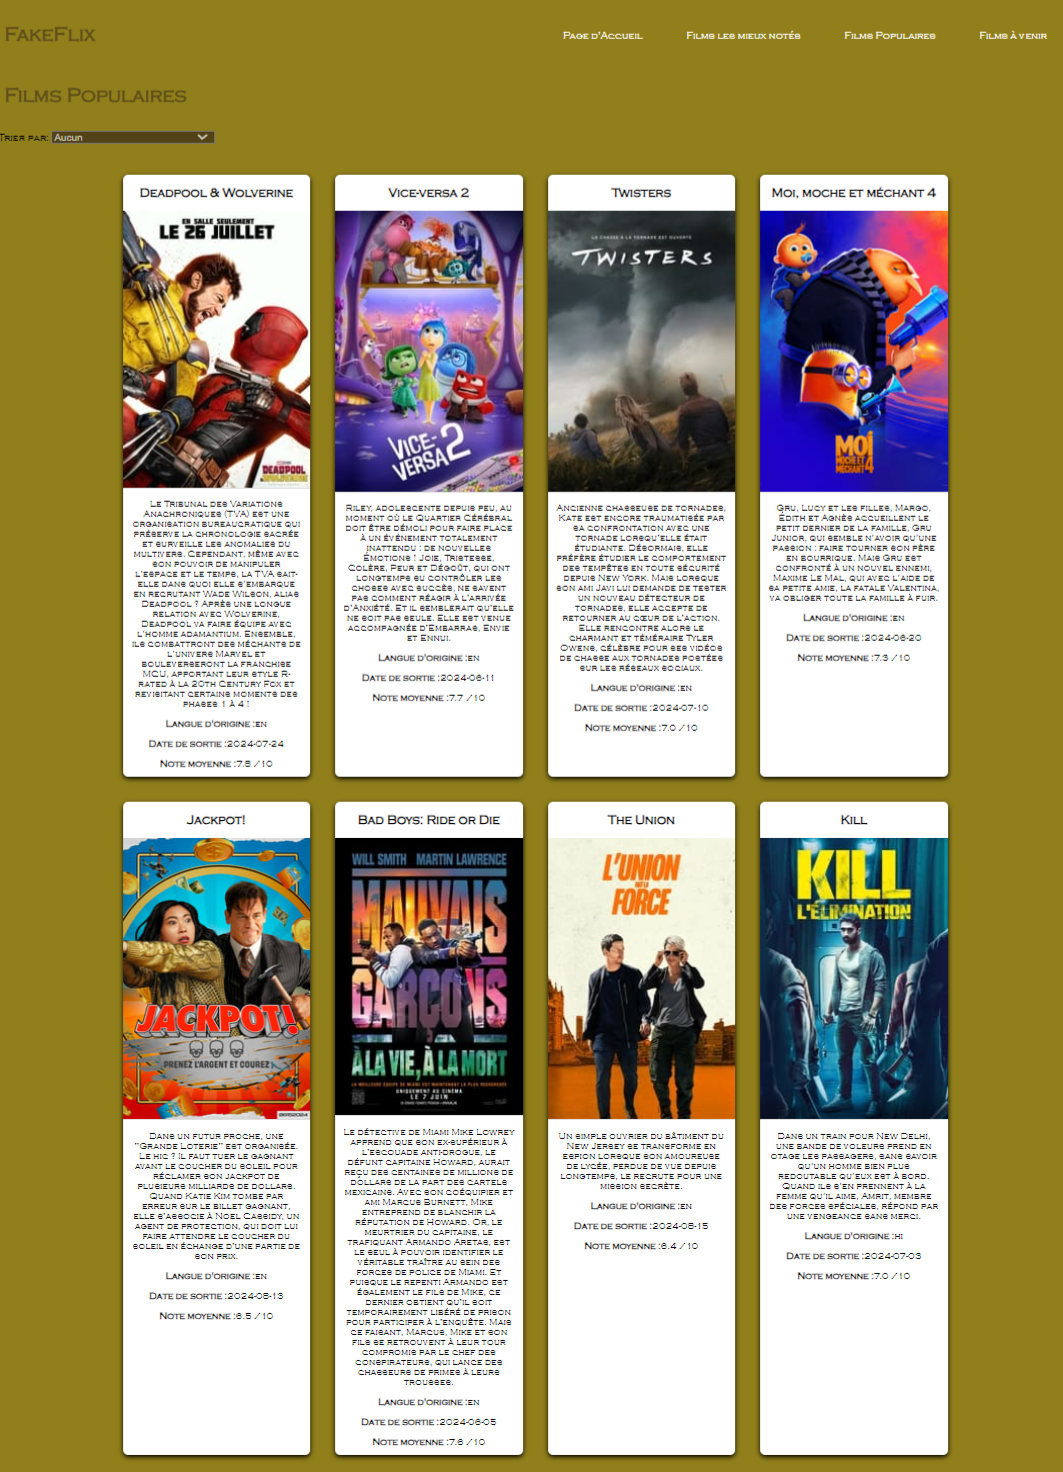 FakeFlix
Page d'Accueil
Films les mieux notés
Films Populaires
Films à venir
Films Populaires
Trier par: Aucun
Deadpool & Wolverine
EN SALLE SEULEMENT
LE 26 JUILLET
DEADPOOL
& WOLVERINE
Le Tribunal des Variations
Anachroniques (TVA) est une
organisation bureaucratique qui
préserve la chronologie sacrée
et surveille les anomalies du
multivers. Cependant, même avec
son pouvoir de manipuler
l'espace et le temps, la TVA sait-
elle dans quoi elle s'embarque
en recrutant Wade Wilson, alias
Deadpool ? Après une longue
relation avec Wolverine,
Deadpool va faire équipe avec
l'homme adamantium. Ensemble,
ils combattront des méchants de
l'univers Marvel et
bouleverseront la franchise
MCU, apportant leur style R-
rated à la 20th Century Fox et
revisitant certains moments des
phases 1 à 4 !
Langue d'origine :en
Date de sortie :2024-07-24
Note moyenne :7.8 /10
Vice-versa 2
VICE-
VERSA 2
Riley, adolescente depuis peu, au
moment où le Quartier Cérébral
doit être démoli pour faire place
à un événement totalement
inattendu : de nouvelles
Émotions ! Joie, Tristesse,
Colère, Peur et Dégoût, qui ont
longtemps su contrôler les
choses avec succès, ne savent
pas comment réagir à l'arrivée
d'Anxiété. Et il semblerait qu'elle
ne soit pas seule. Elle est venue
accompagnée d'Embarras, Envie
et Ennui.
Langue d'origine :en
Date de sortie :2024-06-11
Note moyenne :7.7 /10
Twisters
LA CHASSE À LA TORNADE EST OUVERTE
TWISTERS
Ancienne chasseuse de tornades,
Kate est encore traumatisée par
sa confrontation avec une
tornade lorsqu'elle était
étudiante. Désormais, elle
préfère étudier le comportement
des tempêtes en toute sécurité
depuis New York. Mais lorsque
son ami Javi lui demande de tester
un nouveau détecteur de
tornades, elle accepte de
retourner au cœur de l'action.
Elle rencontre alors le
charmant et téméraire Tyler
Owens, célèbre pour ses vidéos
de chasse aux tornades postées
sur les réseaux sociaux.
Langue d'origine :en
Date de sortie :2024-07-10
Note moyenne :7.0 /10
Moi, moche et méchant 4
MOI
MOCHE ET
MÉCHANT 4
Gru, Lucy et les filles, Margo,
Édith et Agnès accueillent le
petit dernier de la famille, Gru
Junior, qui semble n'avoir qu'une
passion : faire tourner son père
en bourrique. Mais Gru est
confronté à un nouvel ennemi,
Maxime Le Mal, qui avec l'aide de
sa petite amie, la fatale Valentina,
va obliger toute la famille à fuir.
Langue d'origine :en
Date de sortie :2024-06-20
Note moyenne :7.3 /10
Jackpot!
JACKPOT!
PRENEZ L'ARGENT ET COUREZ !
Dans un futur proche, une
"Grande Loterie" est organisée.
Le hic ? Il faut tuer le gagnant
avant le coucher du soleil pour
réclamer son jackpot de
plusieurs milliards de dollars.
Quand Katie Kim tombe par
erreur sur le billet gagnant,
elle s'associe à Noel Cassidy, un
agent de protection, qui doit lui
faire attendre le coucher du
soleil en échange d'une partie de
son prix.
Langue d'origine :en
Date de sortie :2024-08-13
Note moyenne :6.5 /10
Bad Boys: Ride or Die
WILL SMITH MARTIN LAWRENCE
MAUVAIS
GARÇONS
À LA VIE, À LA MORT
LA MEILLEURE ÉQUIPE DE MIAMI EST MAINTENANT LA PLUS RECHERCHÉE
UNIQUEMENT AU CINÉMA
LE 7 JUIN
Le détective de Miami Mike Lowrey
apprend que son ex-supérieur à
l'escouade anti-drogue, le
défunt capitaine Howard, aurait
reçu des centaines de millions de
dollars de la part des cartels
mexicains. Avec son coéquipier et
ami Marcus Burnett, Mike
entreprend de blanchir la
réputation de Howard. Or, le
meurtrier du capitaine, le
trafiquant Armando Aretas, est
le seul à pouvoir identifier le
véritable traître au sein des
forces de police de Miami. Et
puisque le repenti Armando est
également le fils de Mike, ce
dernier obtient qu'il soit
temporairement libéré de prison
pour participer à l'enquête. Mais
ce faisant, Marcus, Mike et son
fils se retrouvent à leur tour
compromis par le chef des
conspirateurs, qui lance des
chasseurs de primes à leurs
trousses.
Langue d'origine :en
Date de sortie :2024-06-05
Note moyenne :7.6 /10
The Union
L'UNION
FAIT LA
FORCE
Un simple ouvrier du bâtiment du
New Jersey se transforme en
espion lorsque son amoureuse
de lycée, perdue de vue depuis
longtemps, le recrute pour une
mission secrète.
Langue d'origine :en
Date de sortie :2024-08-15
Note moyenne :6.4 /10
Kill
KILL
L'ÉLIMINATION
Dans un train pour New Delhi,
une bande de voleurs prend en
otage les passagers, sans savoir
qu'un homme bien plus
redoutable qu'eux est à bord.
Quand ils s'en prennent à la
femme qu'il aime, Amrit, membre
des forces spéciales, répond par
une vengeance sans merci.
Langue d'origine :hi
Date de sortie :2024-07-03
Note moyenne :7.0 /10